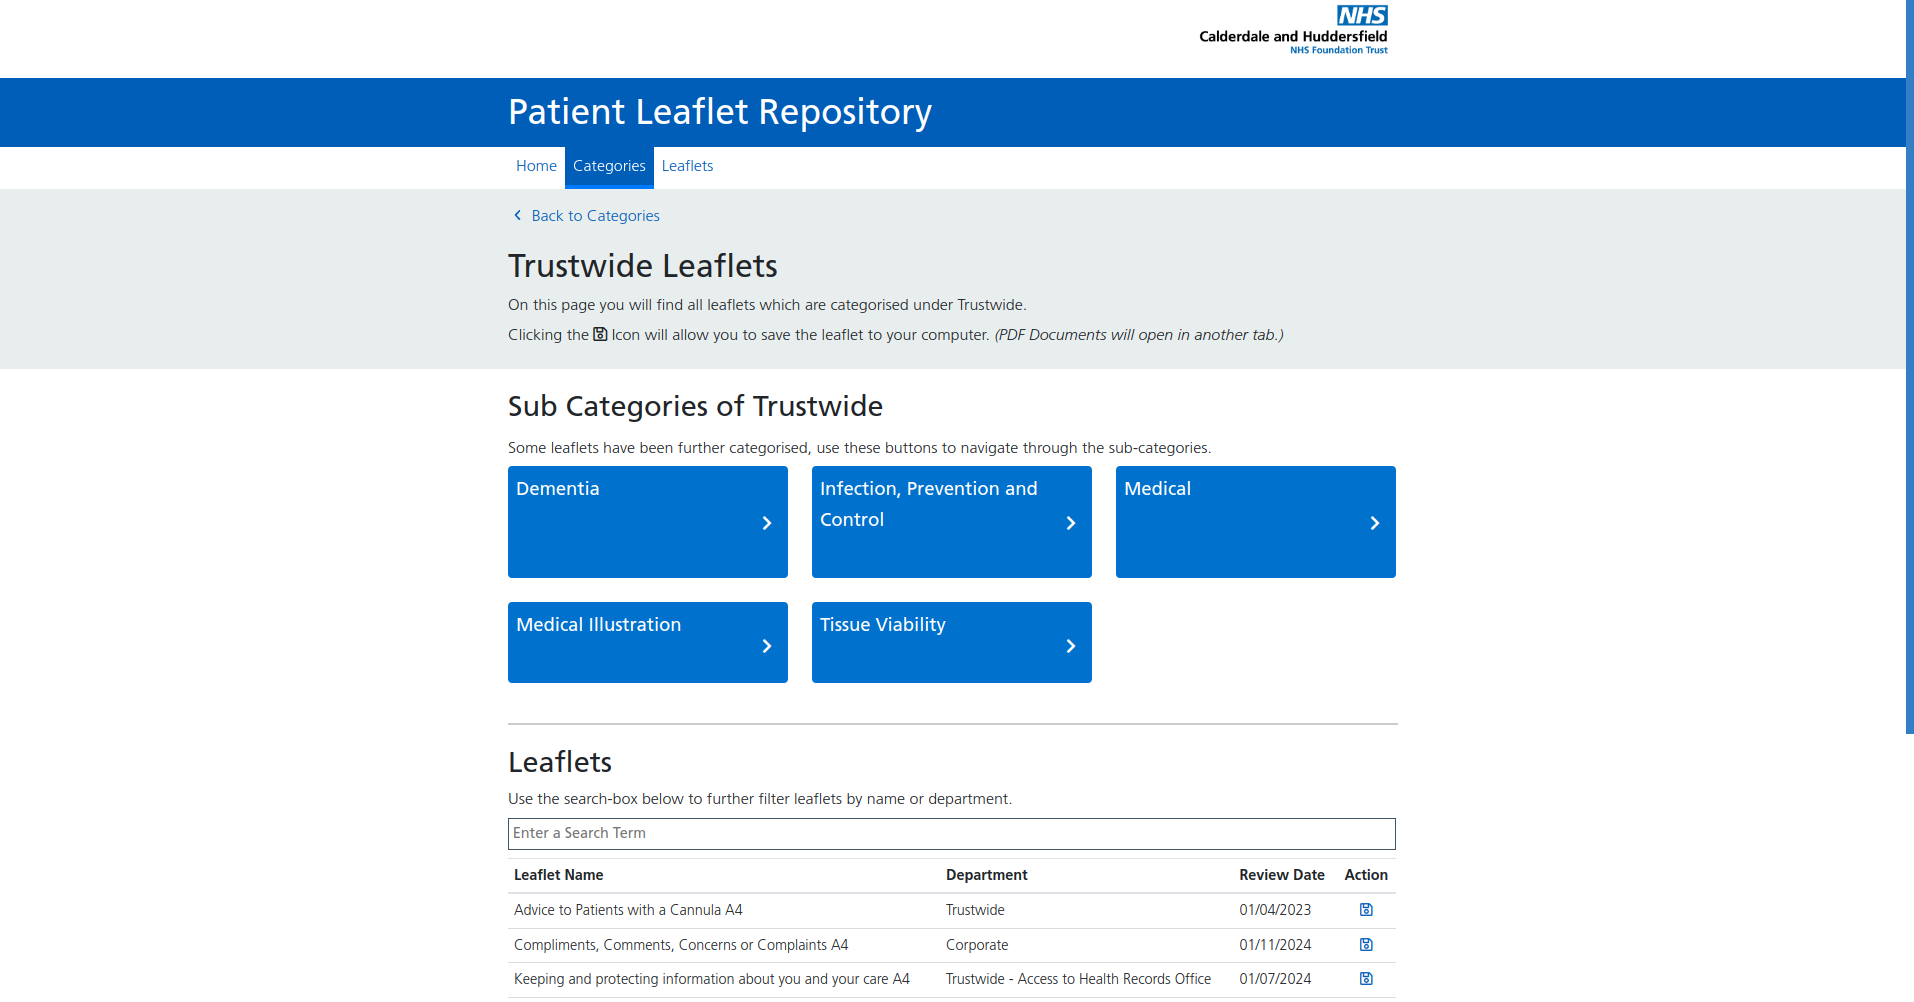 NHS
Calderdale and Huddersfield
NHS Foundation Trust
Patient Leaflet Repository
Home Categories Leaflets
Back to Categories
Trustwide Leaflets
On this page you will find all leaflets which are categorised under Trustwide.
Clicking the Icon will allow you to save the leaflet to your computer. (PDF Documents will open in another tab.)
Sub Categories of Trustwide
Some leaflets have been further categorised, use these buttons to navigate through the sub-categories.
Dementia
Infection, Prevention and
Control
Medical
Medical Illustration
Tissue Viability
Leaflets
Use the search-box below to further filter leaflets by name or department.
Enter a Search Term
Leaflet Name Department Review Date Action
Advice to Patients with a Cannula A4 Trustwide 01/04/2023
Compliments, Comments, Concerns or Complaints A4 Corporate 01/11/2024
Keeping and protecting information about you and your care A4 Trustwide - Access to Health Records Office 01/07/2024